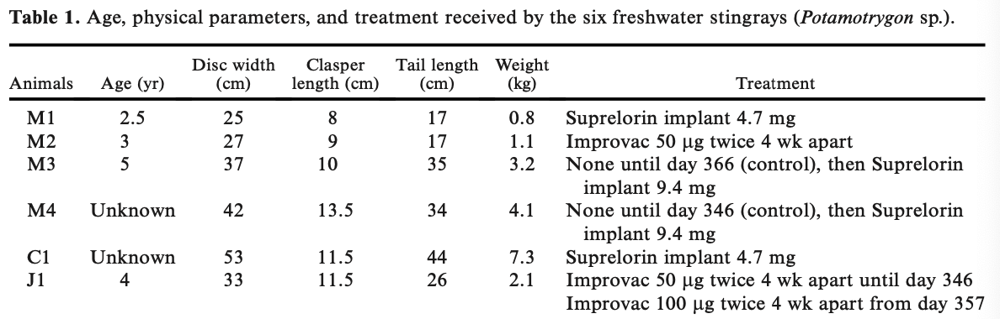 Table 1. Age, physical parameters, and treatment received by the six freshwater stingrays (Potamotrygon sp.).
Disc width Clasper Tail length Weight
Animals Age (yr) (cm) length (cm) (cm) (kg) Treatment
M1 2.5 25 8 17 0.8 Suprelorin implant 4.7 mg
M2 3 27 9 17 1.1 Improvac 50 µg twice 4 wk apart
M3 5 37 10 35 3.2 None until day 366 (control), then Suprelorin
implant 9.4 mg
M4 Unknown 42 13.5 34 4.1 None until day 346 (control), then Suprelorin
implant 9.4 mg
C1 Unknown 53 11.5 44 7.3 Suprelorin implant 4.7 mg
J1 4 33 11.5 26 2.1 Improvac 50 µg twice 4 wk apart until day 346
Improvac 100 µg twice 4 wk apart from day 357